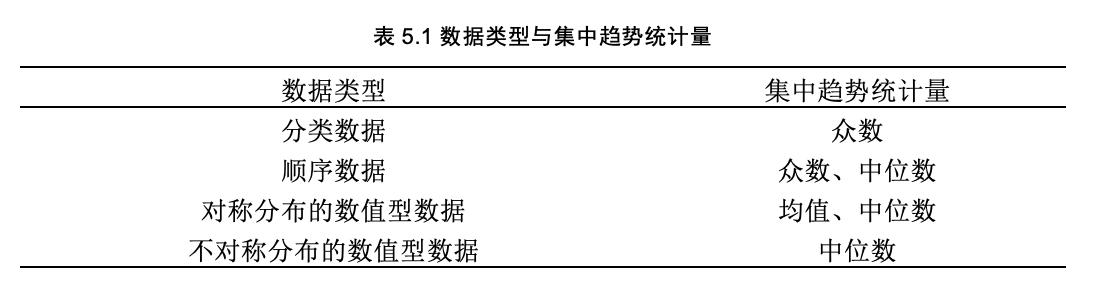 表 5.1 数据类型与集中趋势统计量
数据类型 集中趋势统计量
分类数据 众数
顺序数据 众数、中位数
对称分布的数值型数据 均值、中位数
不对称分布的数值型数据 中位数